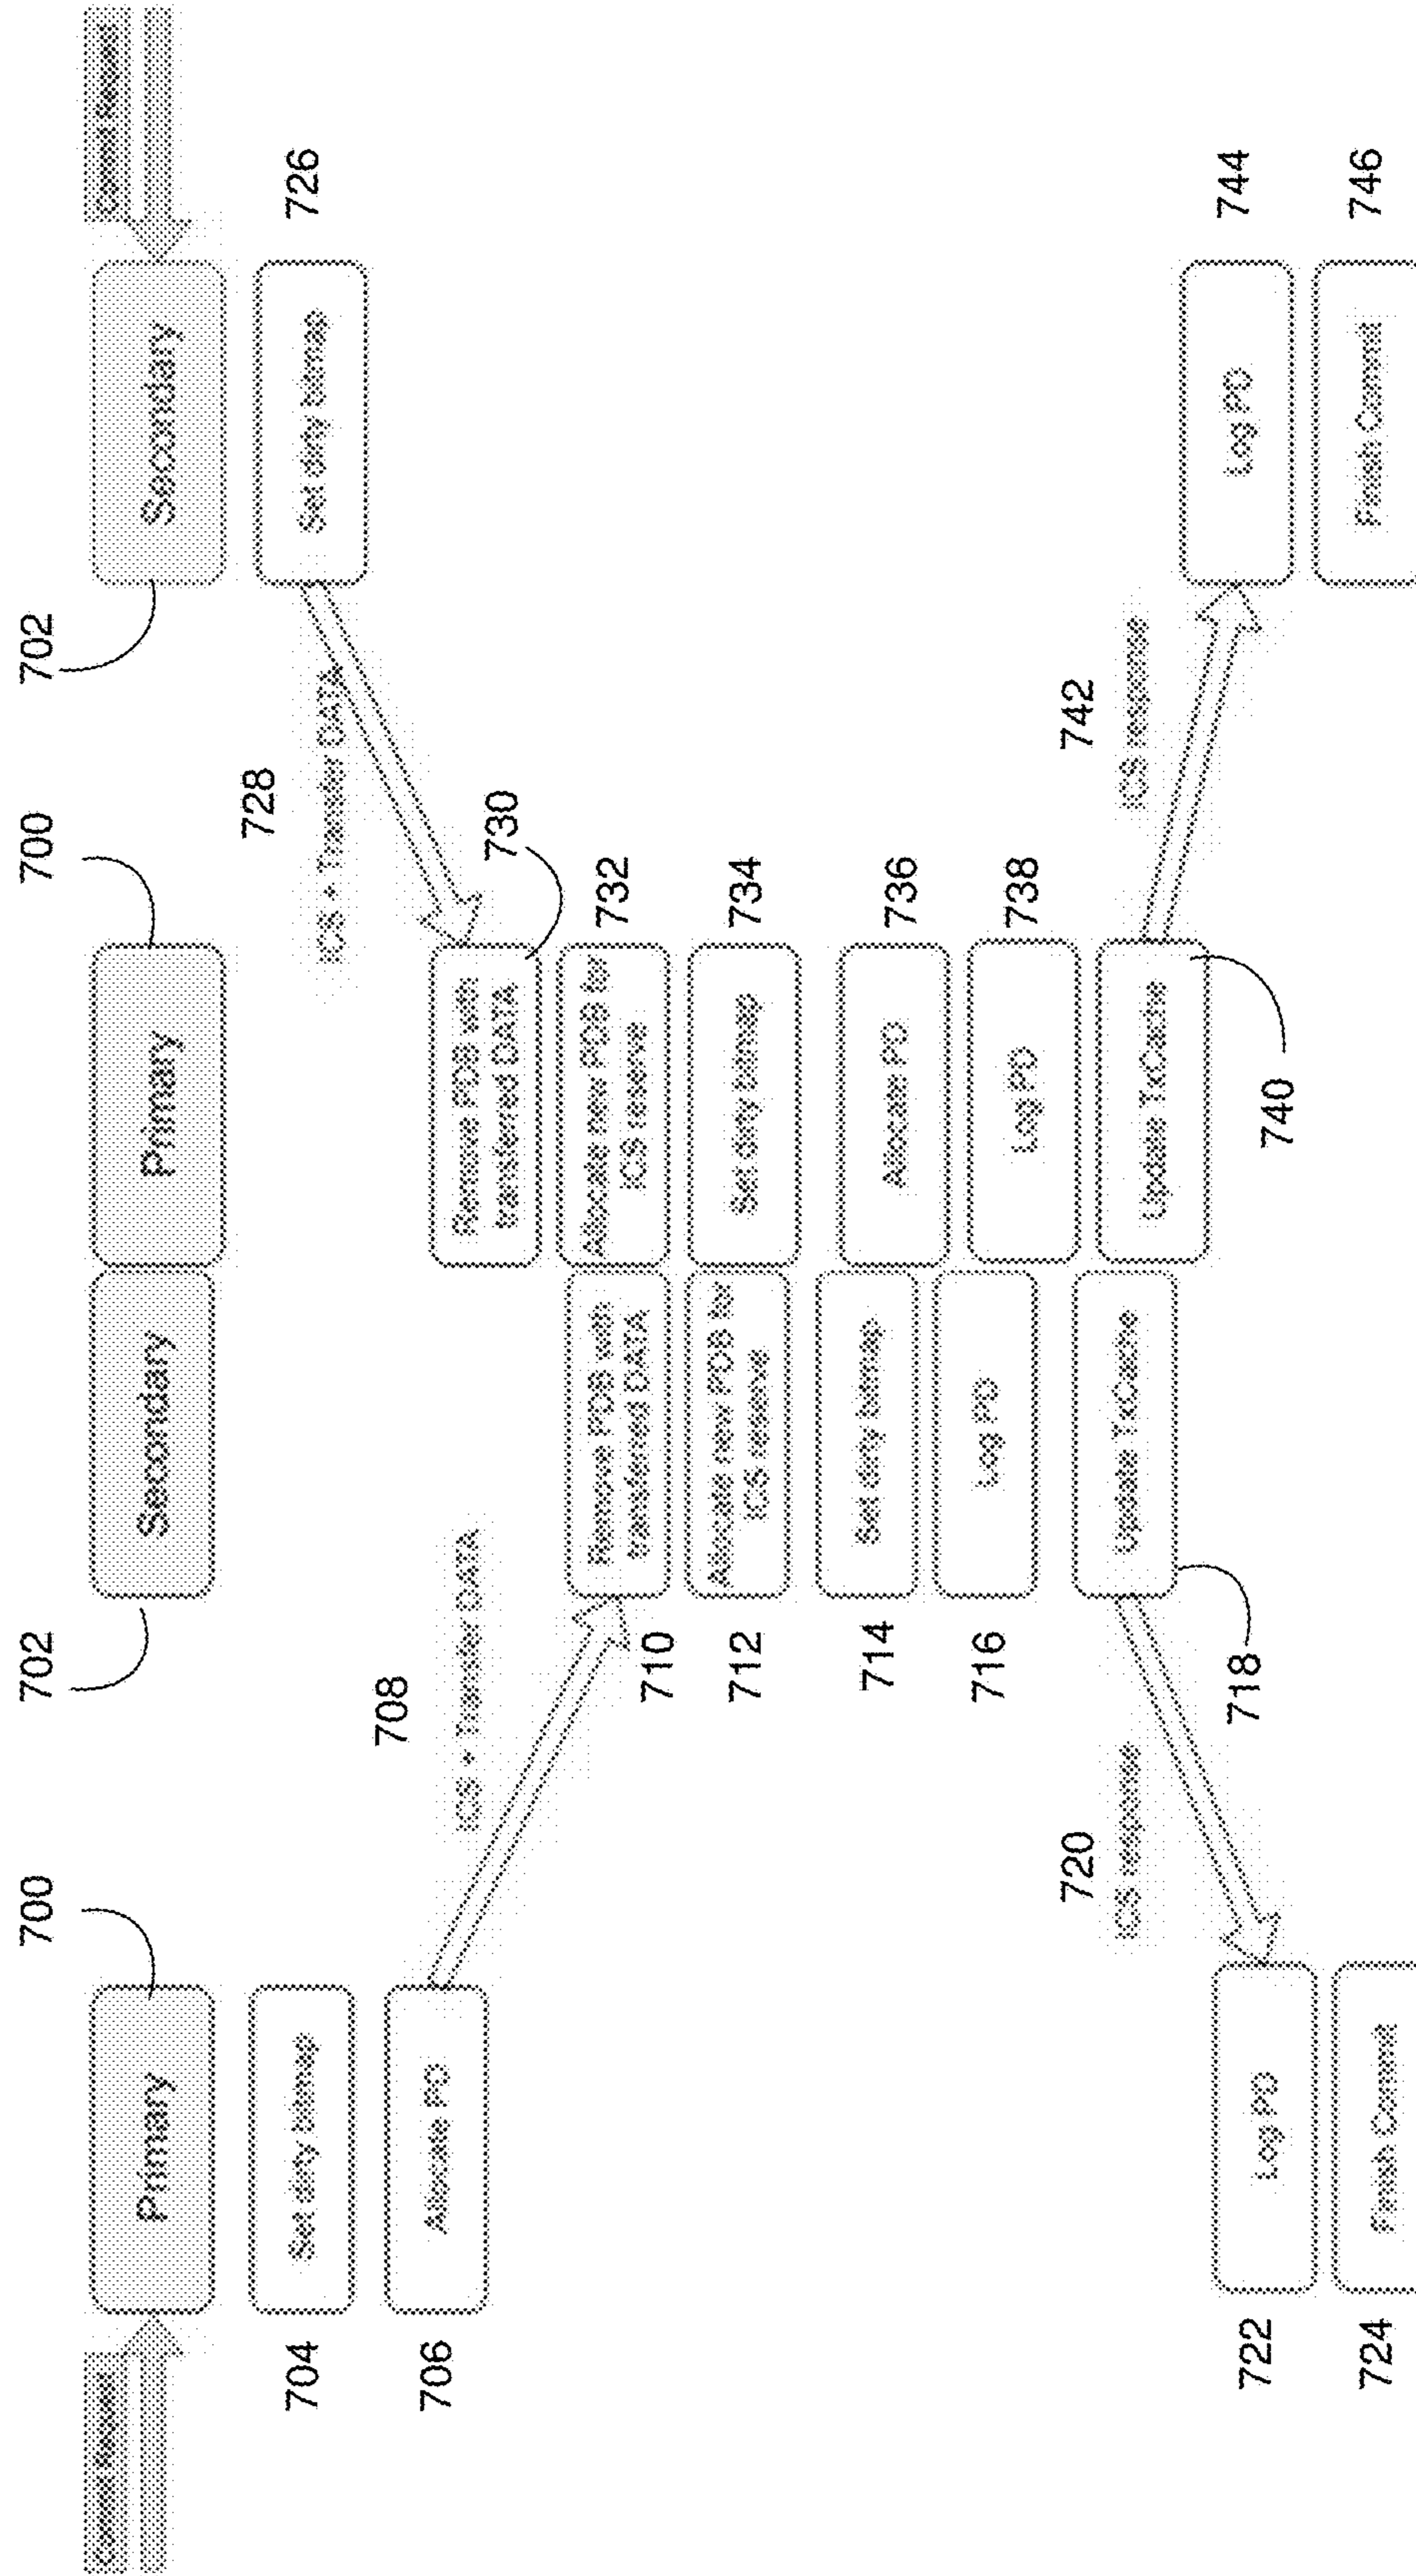 Commit Request
700
Primary
704
Set dirty bitmap
706
Allocate PD
708
ICS + Transfer DATA
702
Secondary
710
Remove PDB with
transferred DATA
712
Allocate new PDB for
ICS reserve
714
Set dirty bitmap
716
Log PD
718
Update TxCache
720
ICS response
722
Log PD
724
Finish Commit
Commit Request
702
Secondary
726
Set dirty bitmap
728
ICS + Transfer DATA
700
Primary
730
Remove PDB with
transferred DATA
732
Allocate new PDB for
ICS reserve
734
Set dirty bitmap
736
Allocate PD
738
Log PD
740
Update TxCache
742
ICS response
744
Log PD
746
Finish Commit